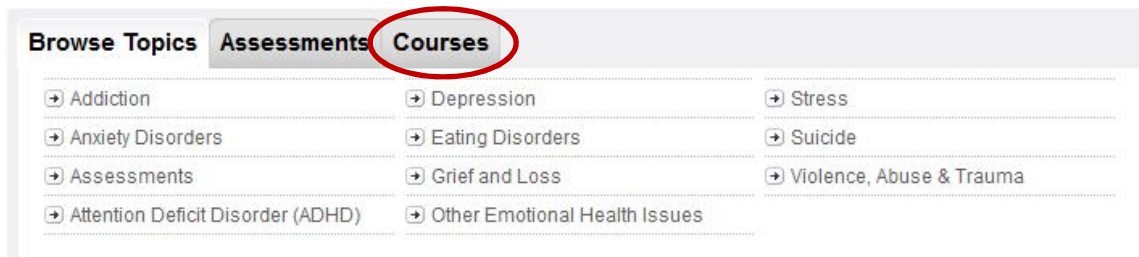 Browse Topics Assessments Courses
Addiction Depression Stress
Anxiety Disorders Eating Disorders Suicide
Assessments Grief and Loss Violence, Abuse & Trauma
Attention Deficit Disorder (ADHD) Other Emotional Health Issues